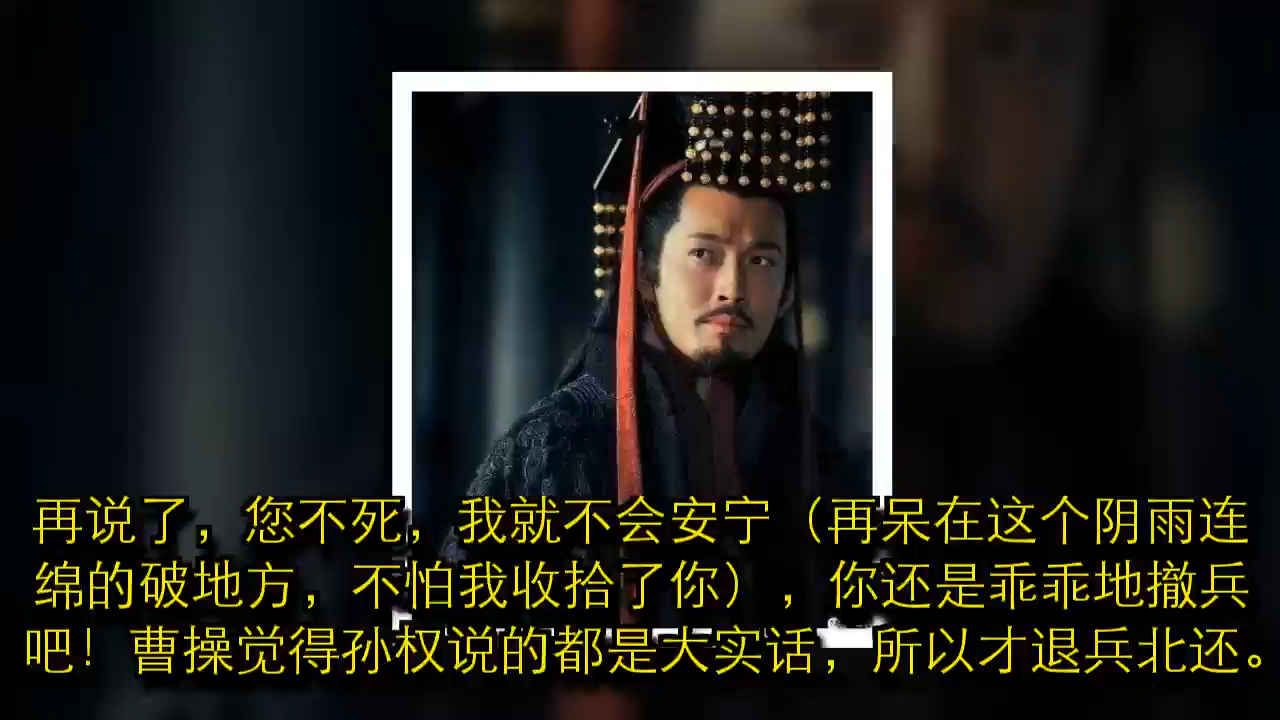 再说了，您不死，我就不会安宁（再呆在这个阴雨连
绵的破地方，不怕我收拾了你），你还是乖乖地撤兵
吧！曹操觉得孙权说的都是大实话，所以才退兵北还。